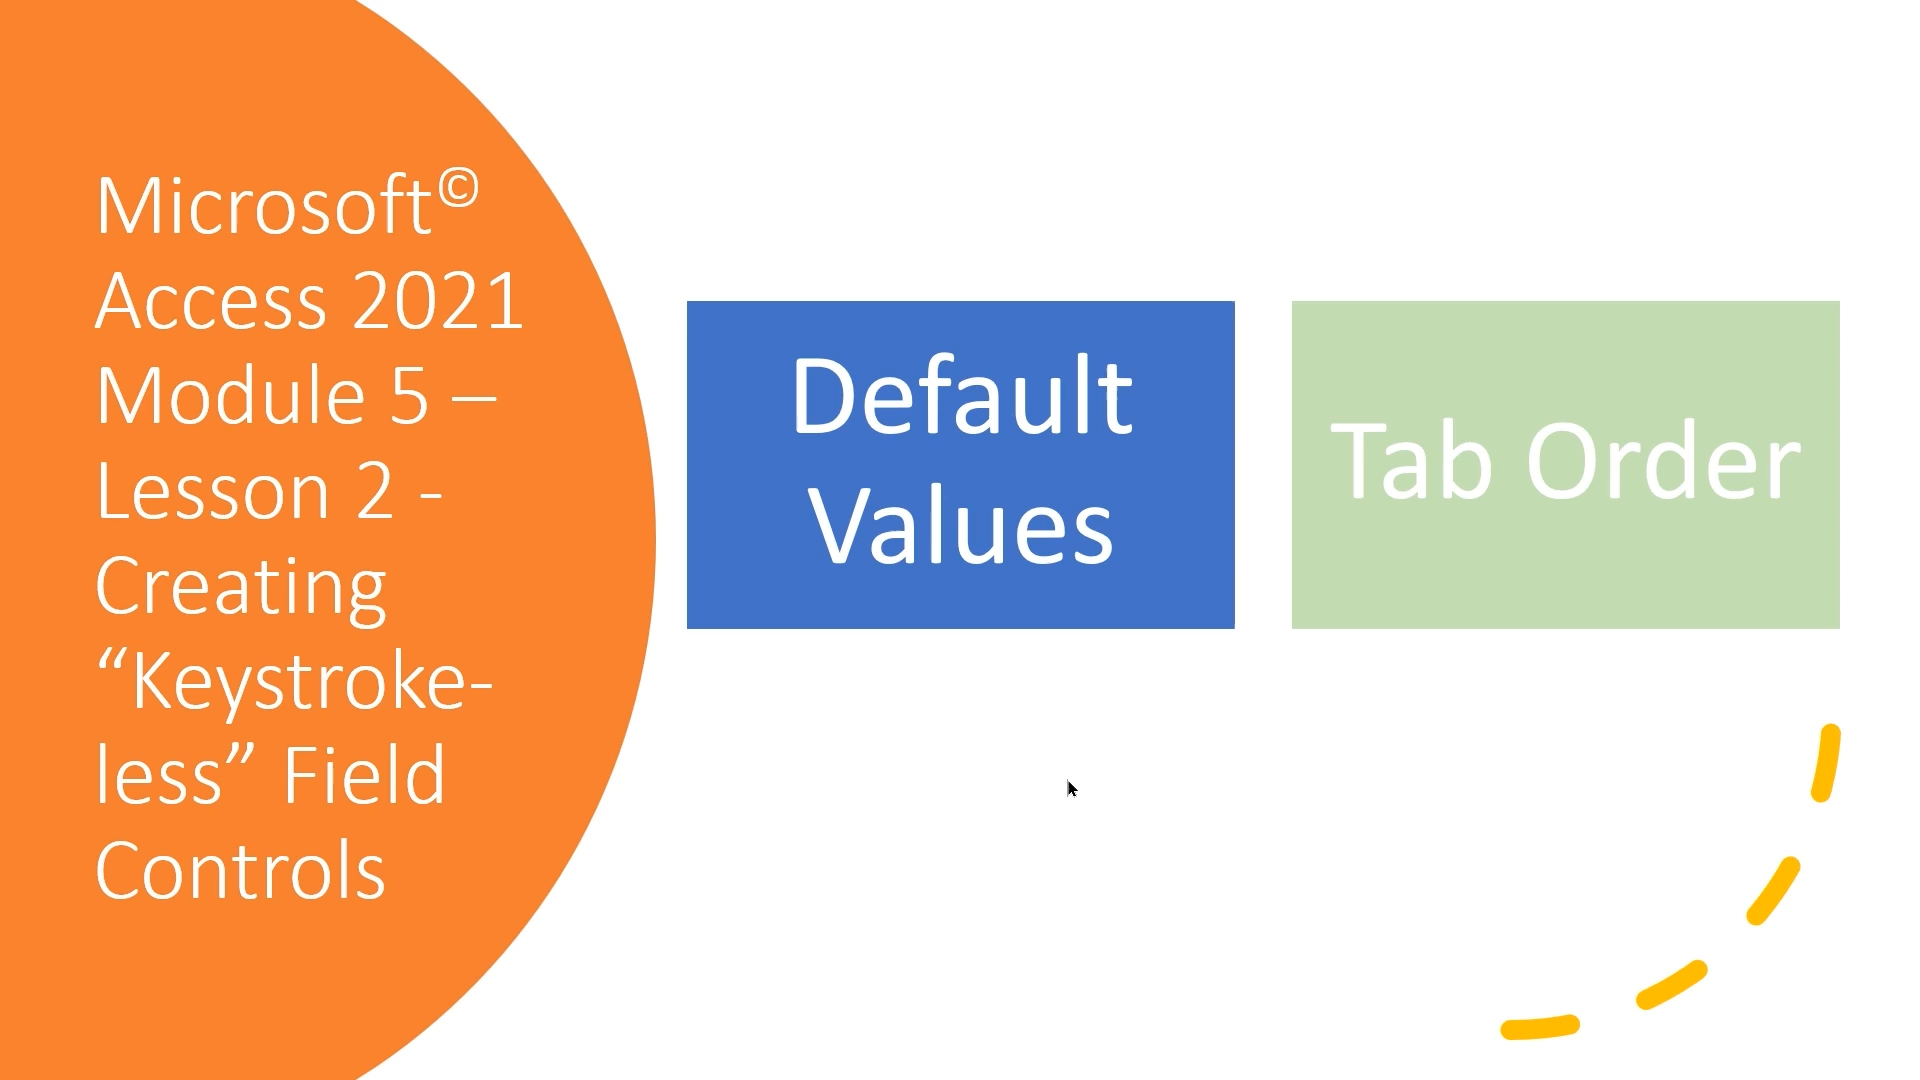 Microsoft©
Access 2021
Module 5 –
Lesson 2 -
Creating
“Keystroke-
less” Field
Controls
Default
Values
Tab Order